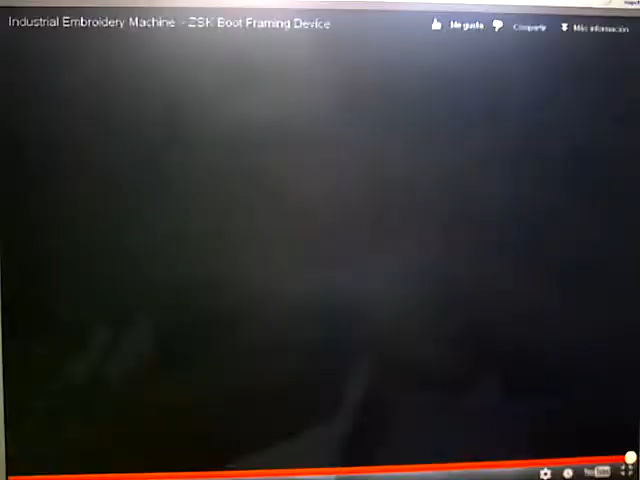 Industrial Embroidery Machine - ZSK Boot Framing Device
Me gusta
Compartir
Más información
YouTube